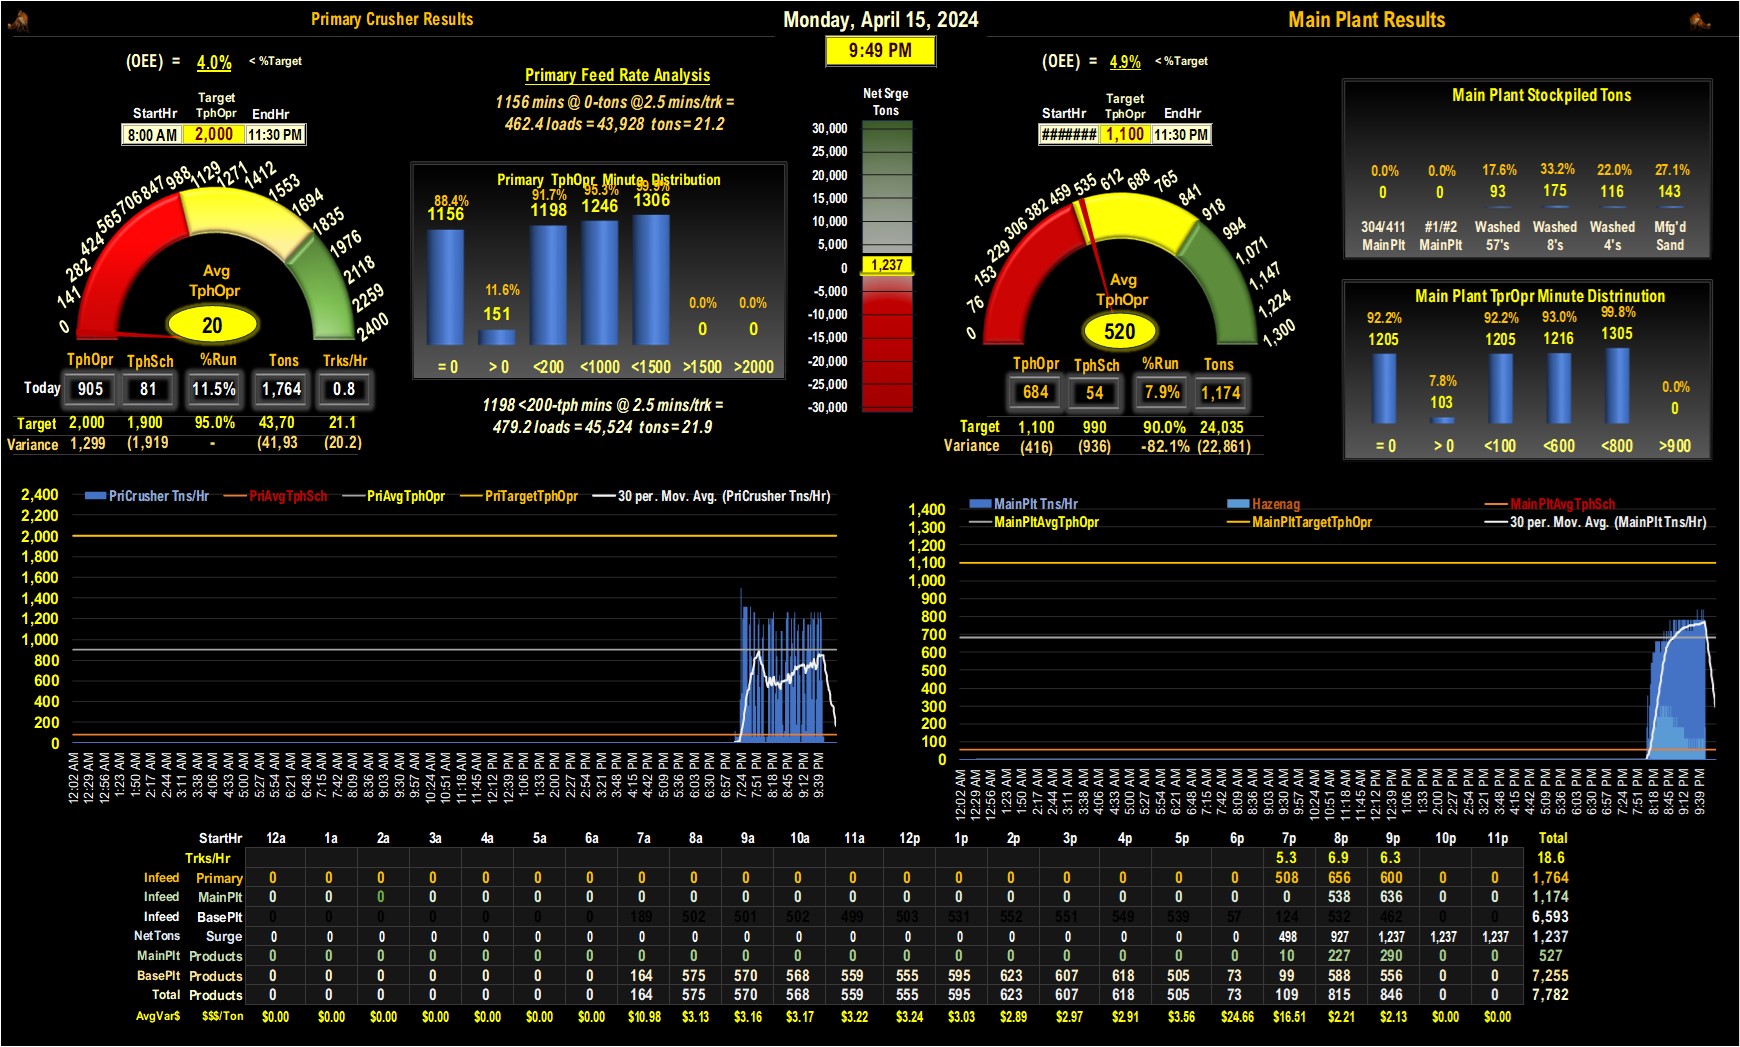 Primary Crusher Results
Monday, April 15, 2024
Main Plant Results
9:49 PM
(OEE) = 4.0% < %Target
StartHr Target TphOpr EndHr
8:00 AM 2,000 11:30 PM
0 141 282 424 565 706 847 988 1129 1271 1412 1553 1694 1835 1976 2118 2259 2400
Avg
TphOpr
20
TphOpr TphSch %Run Tons Trks/Hr
Today 905 81 11.5% 1,764 0.8
Target 2,000 1,900 95.0% 43,70 21.1
Variance 1,299 (1,919 - (41,93 (20.2)
Primary Feed Rate Analysis
1156 mins @ 0-tons @2.5 mins/trk =
462.4 loads = 43,928 tons = 21.2
Primary TphOpr Minute Distribution
88.4% 11.6% 91.7% 95.3% 99.9% 0.0% 0.0%
1156 151 1198 1246 1306 0 0
= 0 > 0 <200 <1000 <1500 >1500 >2000
1198 <200-tph mins @ 2.5 mins/trk =
479.2 loads = 45,524 tons = 21.9
Net Srge
Tons
30,000
25,000
20,000
15,000
10,000
5,000
0
1,237
-5,000
-10,000
-15,000
-20,000
-25,000
-30,000
(OEE) = 4.9% < %Target
StartHr Target TphOpr EndHr
####### 1,100 11:30 PM
0 76 153 229 306 382 459 535 612 688 765 841 918 994 1,071 1,147 1,224 1,300
Avg
TphOpr
520
TphOpr TphSch %Run Tons
684 54 7.9% 1,174
Target 1,100 990 90.0% 24,035
Variance (416) (936) -82.1% (22,861)
Main Plant Stockpiled Tons
0.0% 0.0% 17.6% 33.2% 22.0% 27.1%
0 0 93 175 116 143
304/411 #1/#2 Washed Washed Washed Mfg'd
MainPlt MainPlt 57's 8's 4's Sand
Main Plant TprOpr Minute Distrinution
92.2% 7.8% 92.2% 93.0% 99.8% 0.0%
1205 103 1205 1216 1305 0
= 0 > 0 <100 <600 <800 >900
PriCrusher Tns/Hr PriAvgTphSch PriAvgTphOpr PriTargetTphOpr 30 per. Mov. Avg. (PriCrusher Tns/Hr)
2,400
2,200
2,000
1,800
1,600
1,400
1,200
1,000
800
600
400
200
0
12:02 AM 12:29 AM 12:56 AM 1:23 AM 1:50 AM 2:17 AM 2:44 AM 3:11 AM 3:38 AM 4:06 AM 4:33 AM 5:00 AM 5:27 AM 5:54 AM 6:21 AM 6:48 AM 7:15 AM 7:42 AM 8:09 AM 8:36 AM 9:03 AM 9:30 AM 9:57 AM 10:24 AM 10:51 AM 11:18 AM 11:45 AM 12:12 PM 12:39 PM 1:06 PM 1:33 PM 2:00 PM 2:27 PM 2:54 PM 3:21 PM 3:48 PM 4:15 PM 4:42 PM 5:09 PM 5:36 PM 6:03 PM 6:30 PM 6:57 PM 7:24 PM 7:51 PM 8:18 PM 8:45 PM 9:12 PM 9:39 PM
MainPlt Tns/Hr Hazenag MainPltAvgTphSch
MainPltAvgTphOpr MainPltTargetTphOpr 30 per. Mov. Avg. (MainPlt Tns/Hr)
1,400
1,300
1,200
1,100
1,000
900
800
700
600
500
400
300
200
100
0
12:02 AM 12:29 AM 12:56 AM 1:23 AM 1:50 AM 2:17 AM 2:44 AM 3:11 AM 3:38 AM 4:06 AM 4:33 AM 5:00 AM 5:27 AM 5:54 AM 6:21 AM 6:48 AM 7:15 AM 7:42 AM 8:09 AM 8:36 AM 9:03 AM 9:30 AM 9:57 AM 10:24 AM 10:51 AM 11:18 AM 11:45 AM 12:12 PM 12:39 PM 1:06 PM 1:33 PM 2:00 PM 2:27 PM 2:54 PM 3:21 PM 3:48 PM 4:15 PM 4:42 PM 5:09 PM 5:36 PM 6:03 PM 6:30 PM 6:57 PM 7:24 PM 7:51 PM 8:18 PM 8:45 PM 9:12 PM 9:39 PM
StartHr 12a 1a 2a 3a 4a 5a 6a 7a 8a 9a 10a 11a 12p 1p 2p 3p 4p 5p 6p 7p 8p 9p 10p 11p Total
Trks/Hr 5.3 6.9 6.3 18.6
Infeed Primary 0 0 0 0 0 0 0 0 0 0 0 0 0 0 0 0 0 0 0 508 656 600 0 0 1,764
Infeed MainPlt 0 0 0 0 0 0 0 0 0 0 0 0 0 0 0 0 0 0 0 0 538 636 0 0 1,174
Infeed BasePlt 0 0 0 0 0 0 0 189 502 501 502 499 503 531 552 551 549 539 57 124 532 462 0 0 6,593
NetTons Surge 0 0 0 0 0 0 0 0 0 0 0 0 0 0 0 0 0 0 0 498 927 1,237 1,237 1,237 1,237
MainPlt Products 0 0 0 0 0 0 0 0 0 0 0 0 0 0 0 0 0 0 0 10 227 290 0 0 527
BasePlt Products 0 0 0 0 0 0 0 164 575 570 568 559 555 595 623 607 618 505 73 99 588 556 0 0 7,255
Total Products 0 0 0 0 0 0 0 164 575 570 568 559 555 595 623 607 618 505 73 109 815 846 0 0 7,782
AvgVar$ $$$/Ton $0.00 $0.00 $0.00 $0.00 $0.00 $0.00 $0.00 $10.98 $3.13 $3.16 $3.17 $3.22 $3.24 $3.03 $2.89 $2.97 $2.91 $3.56 $24.66 $16.51 $2.21 $2.13 $0.00 $0.00